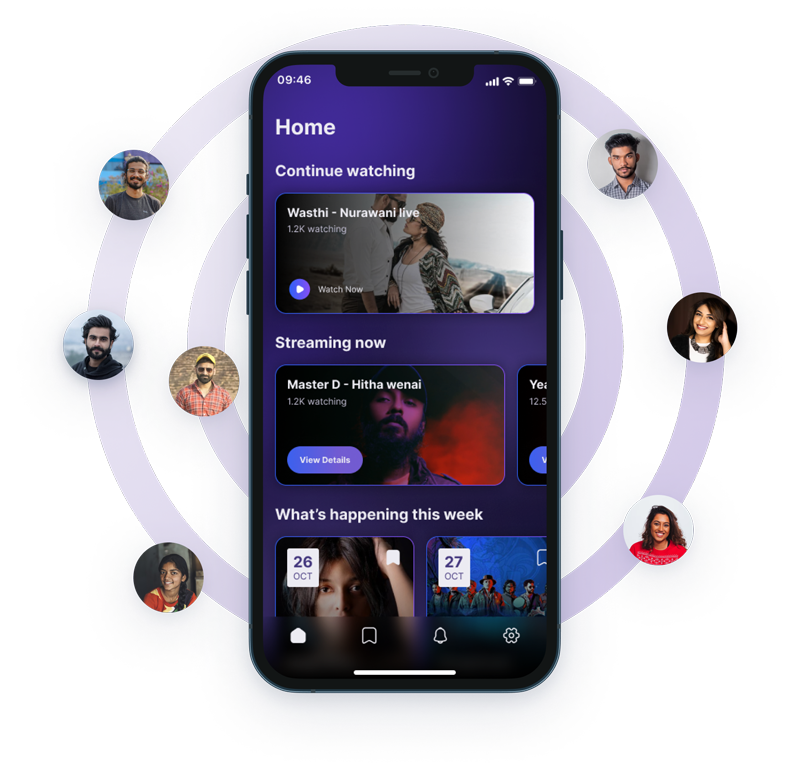 09:46
Home
Continue watching
Wasthi - Nurawani live
1.2K watching
Watch Now
Streaming now
Master D - Hitha wenai
1.2K watching
View Details
Yea
12.5
V
What's happening this week
26
OCT
27
OCT